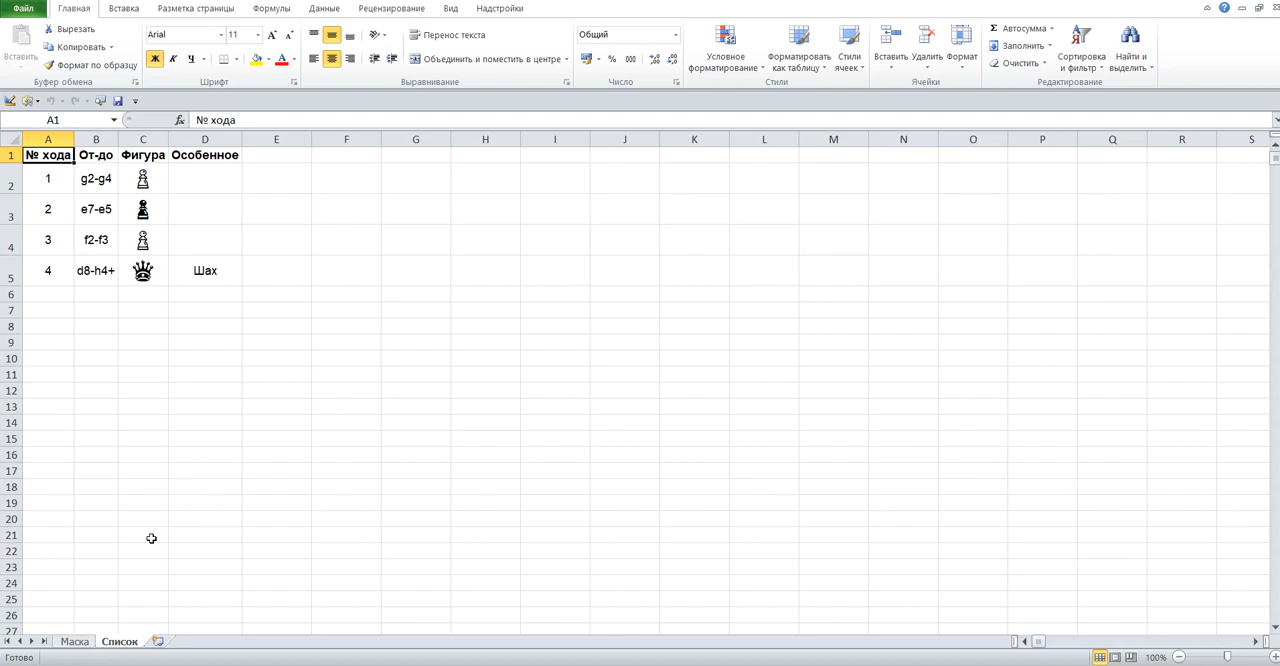 Файл Главная Вставка Разметка страницы Формулы Данные Рецензирование Вид Надстройки
Вставить
Вырезать
Копировать
Формат по образцу
Буфер обмена
Arial 11
Ж К Ч А
Шрифт
Перенос текста
Объединить и поместить в центре
Выравнивание
Общий
% 000
Число
Условное форматирование
Форматировать как таблицу
Стили ячеек
Стили
Вставить Удалить Формат
Ячейки
Σ Автосумма
Заполнить
Очистить
Сортировка и фильтр
Найти и выделить
Редактирование
A1 fx № хода
A B C D E F G H I J K L M N O P Q R S
1 № хода От-до Фигура Особенное
2 1 g2-g4 ♙
3 2 e7-e5 ♟
4 3 f2-f3 ♙
5 4 d8-h4+ ♛ Шах
6
7
8
9
10
11
12
13
14
15
16
17
18
19
20
21
22
23
24
25
26
27
Маска Список
Готово 100%